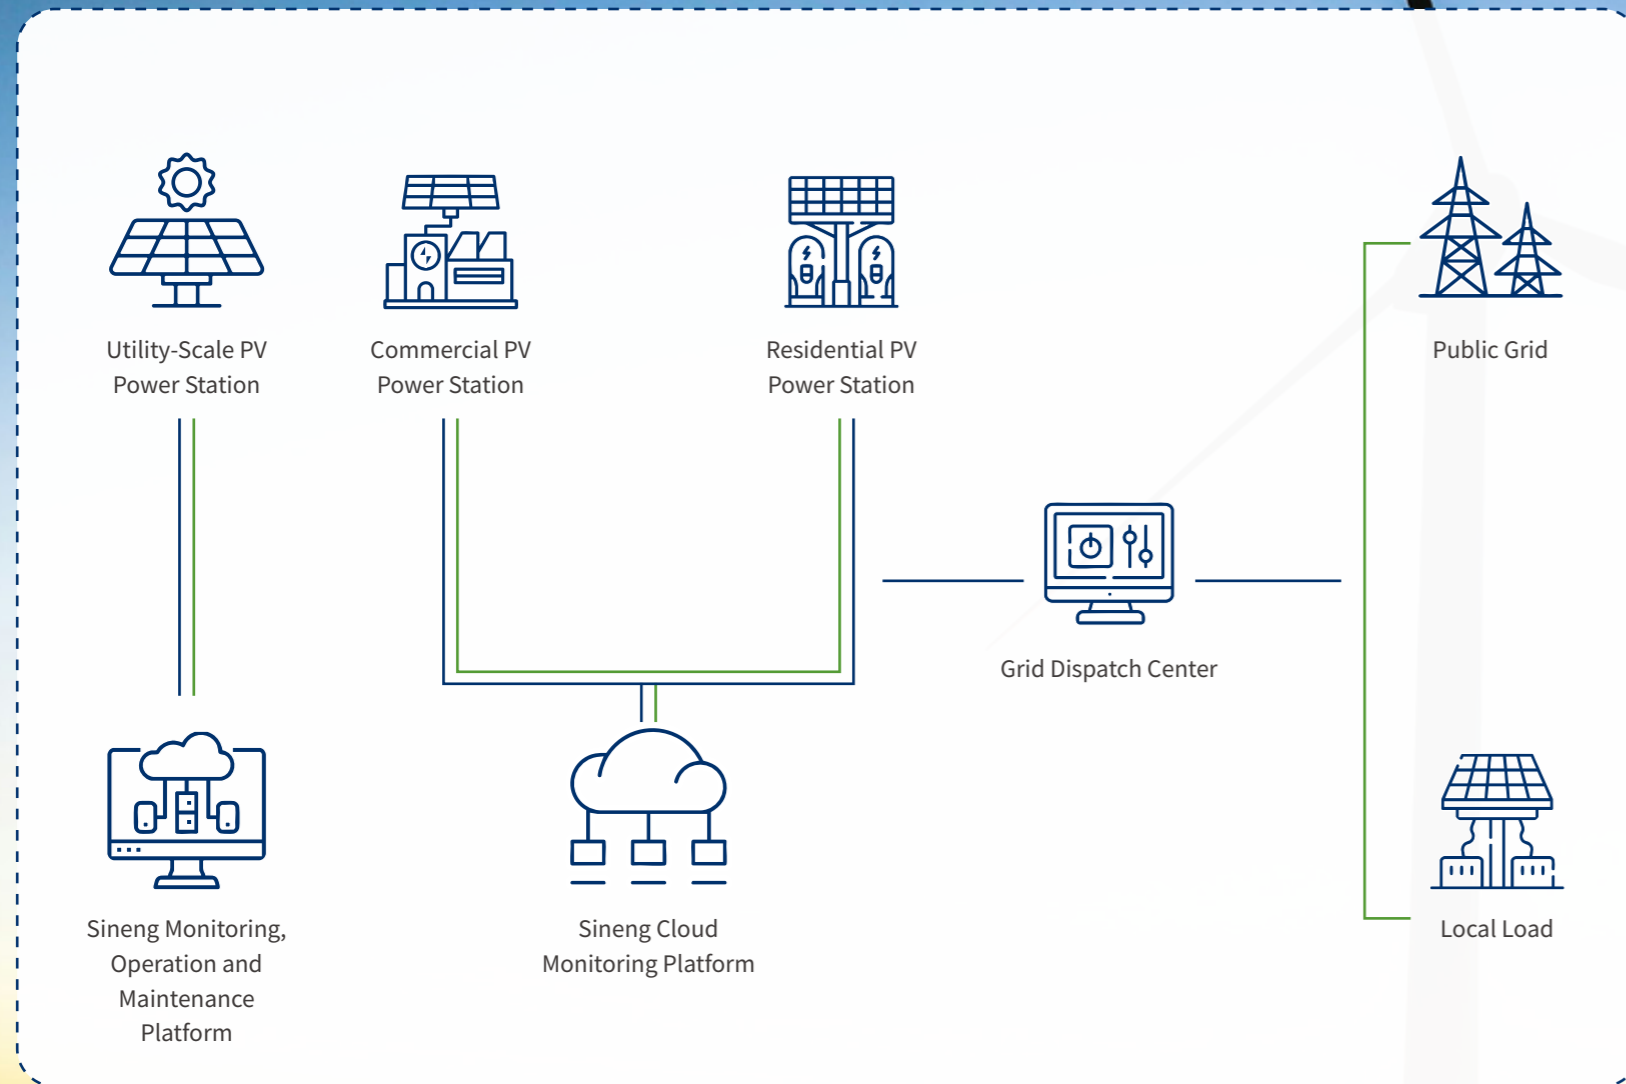 Utility-Scale PV
Power Station
Commercial PV
Power Station
Residential PV
Power Station
Public Grid
Grid Dispatch Center
Sineng Monitoring,
Operation and
Maintenance
Platform
Sineng Cloud
Monitoring Platform
Local Load